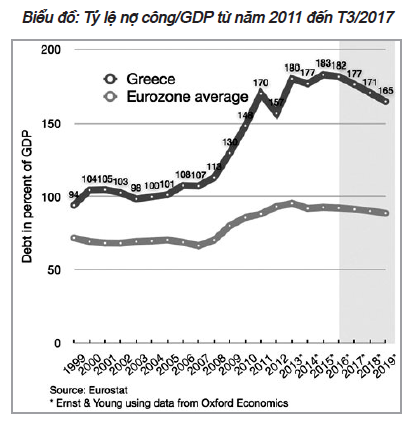 Biểu đồ: Tỷ lệ nợ công/GDP từ năm 2011 đến T3/2017
200
150
100
50
0
Debt in percent of GDP
Greece
Eurozone average
94 104 105 103 98 100 101 108 107 113 130 148 170 157 180 177 183 182 177 171 165
1999 2000 2001 2002 2003 2004 2005 2006 2007 2008 2009 2010 2011 2012 2013* 2014* 2015* 2016* 2017* 2018* 2019*
Source: Eurostat
* Ernst & Young using data from Oxford Economics